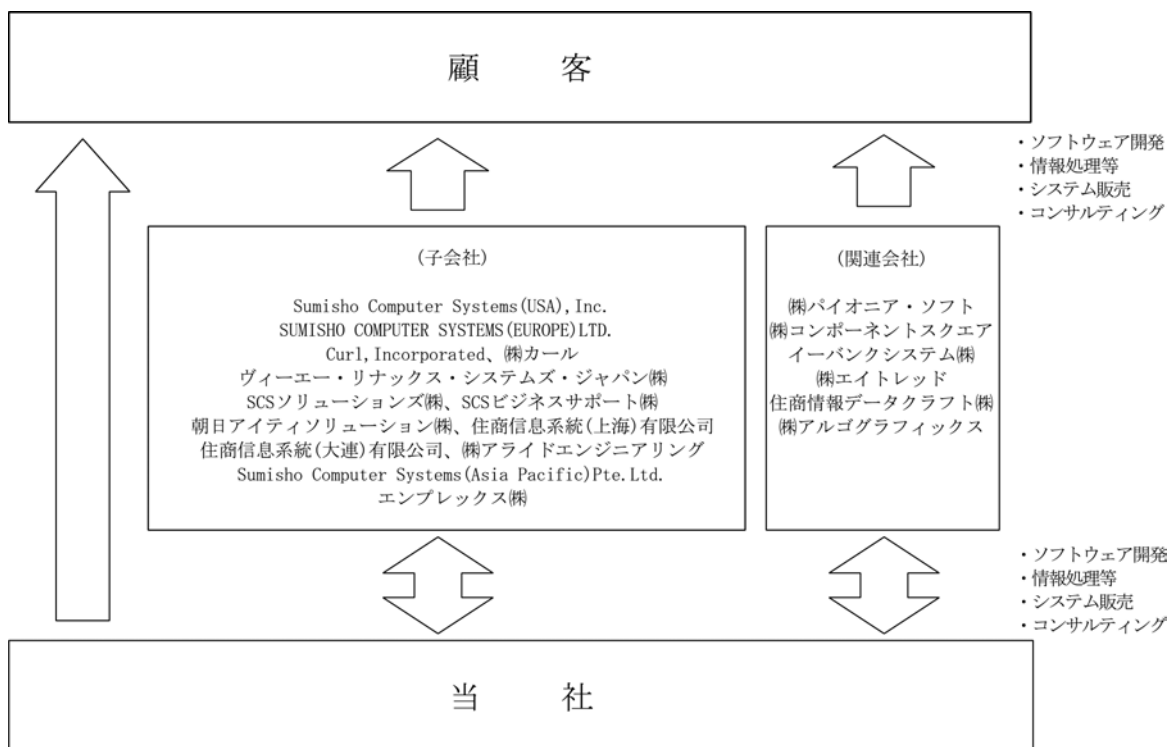 顧　客
・ソフトウェア開発
・情報処理等
・システム販売
・コンサルティング
(子会社)
Sumisho Computer Systems(USA),Inc.
SUMISHO COMPUTER SYSTEMS(EUROPE)LTD.
Curl,Incorporated、㈱カール
ヴィーエー・リナックス・システムズ・ジャパン㈱
SCSソリューションズ㈱、SCSビジネスサポート㈱
朝日アイティソリューション㈱、住商信息系統(上海)有限公司
住商信息系統(大連)有限公司、㈱アライドエンジニアリング
Sumisho Computer Systems(Asia Pacific)Pte.Ltd.
エンプレックス㈱
(関連会社)
㈱パイオニア・ソフト
㈱コンポーネントスクエア
イーバンクシステム㈱
㈱エイトレッド
住商情報データクラフト㈱
㈱アルゴグラフィックス
・ソフトウェア開発
・情報処理等
・システム販売
・コンサルティング
当　社